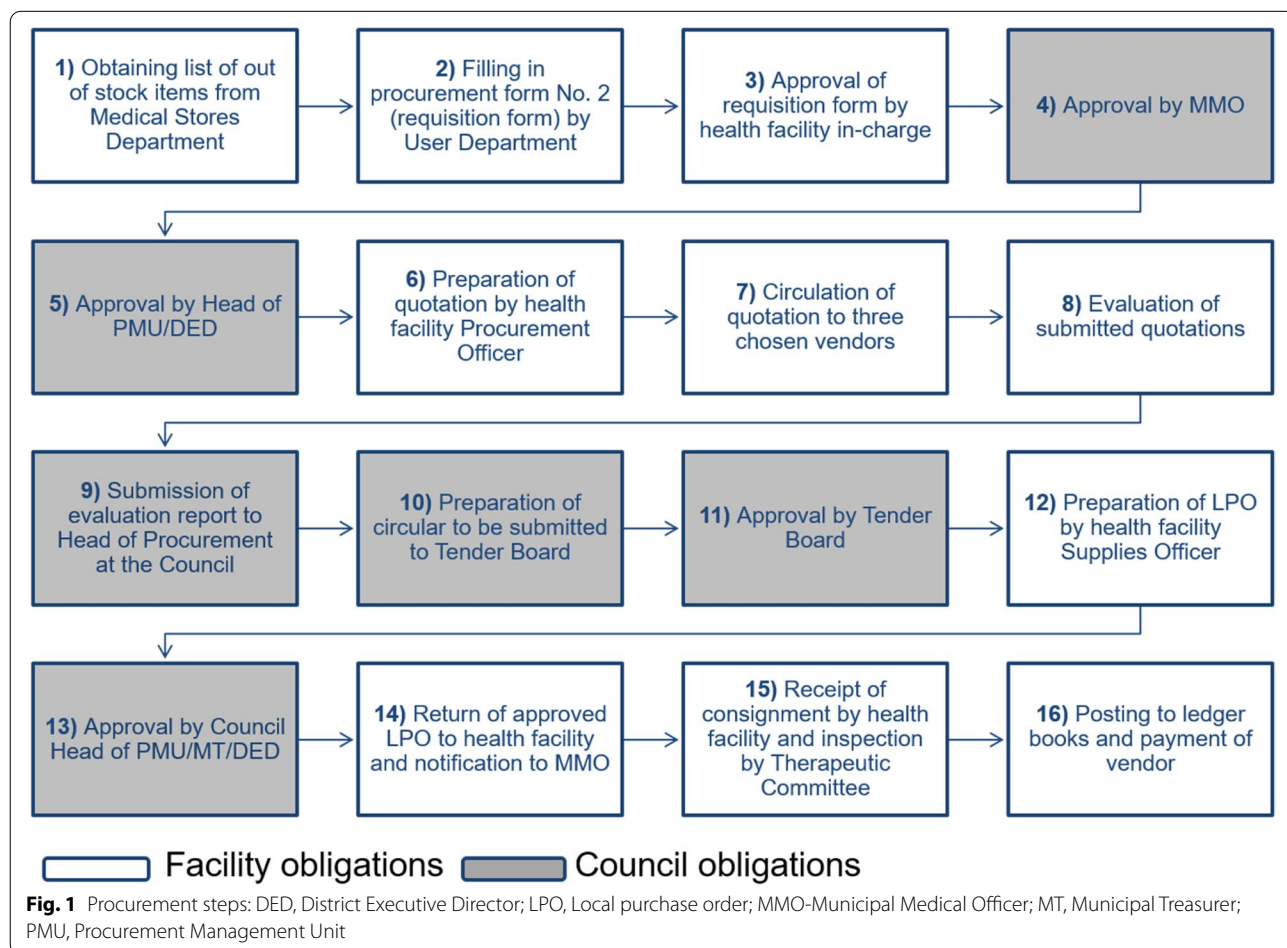 1) Obtaining list of out
of stock items from
Medical Stores
Department
2) Filling in
procurement form No. 2
(requisition form) by
User Department
3) Approval of
requisition form by
health facility in-charge
4) Approval by MMO
5) Approval by Head of
PMU/DED
6) Preparation of
quotation by health
facility Procurement
Officer
7) Circulation of
quotation to three
chosen vendors
8) Evaluation of
submitted quotations
9) Submission of
evaluation report to
Head of Procurement
at the Council
10) Preparation of
circular to be submitted
to Tender Board
11) Approval by Tender
Board
12) Preparation of LPO
by health facility
Supplies Officer
13) Approval by Council
Head of PMU/MT/DED
14) Return of approved
LPO to health facility
and notification to MMO
15) Receipt of
consignment by health
facility and inspection
by Therapeutic
Committee
16) Posting to ledger
books and payment of
vendor
Facility obligations
Council obligations
Fig. 1 Procurement steps: DED, District Executive Director; LPO, Local purchase order; MMO-Municipal Medical Officer; MT, Municipal Treasurer;
PMU, Procurement Management Unit